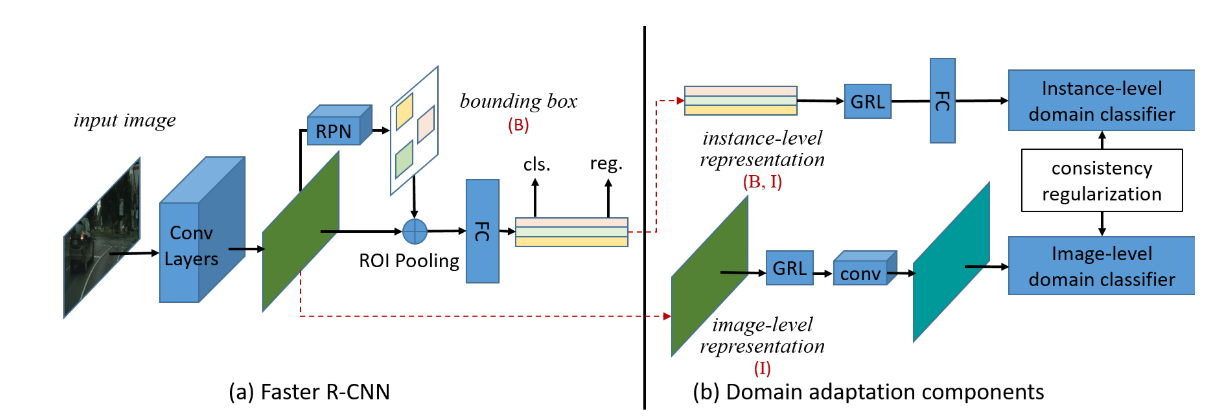 input image
Conv
Layers
RPN
bounding box
(B)
cls.
reg.
FC
ROI Pooling
(a) Faster R-CNN
instance-level
representation
(B, I)
GRL
FC
Instance-level
domain classifier
consistency
regularization
image-level
representation
(I)
GRL
conv
Image-level
domain classifier
(b) Domain adaptation components